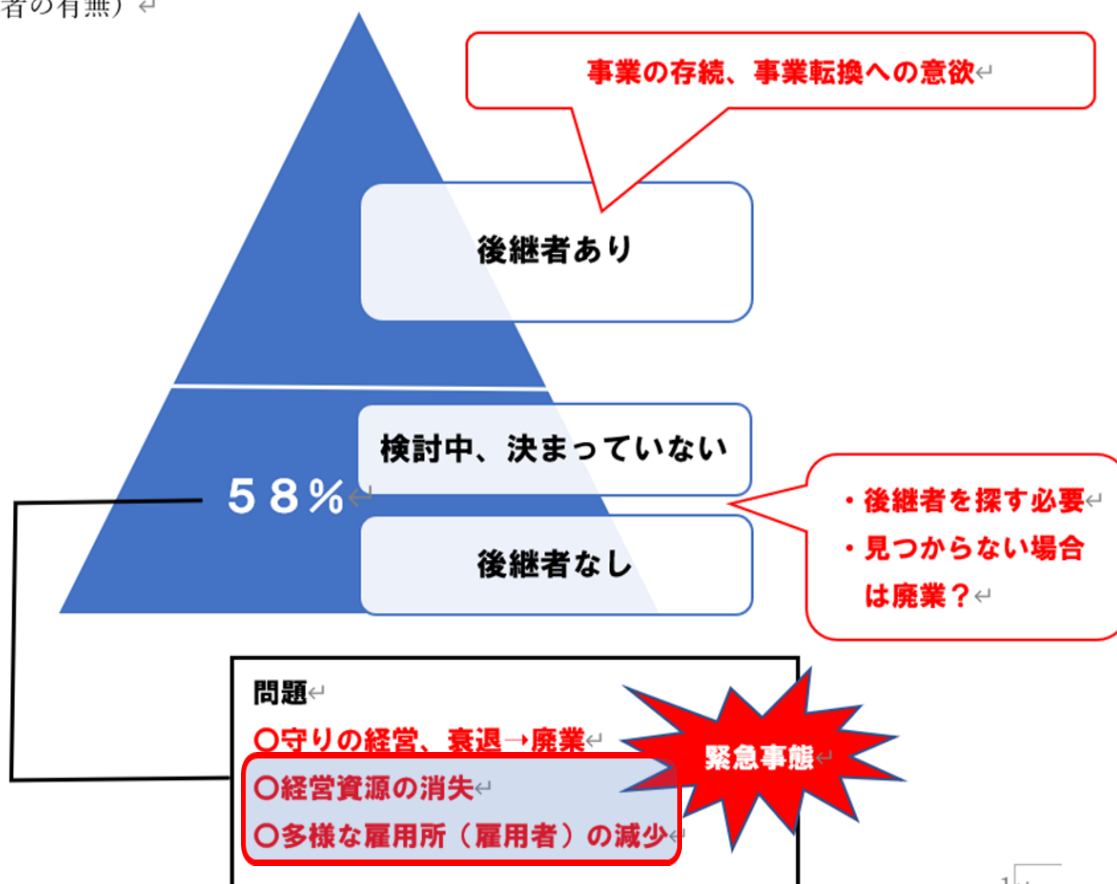 者の有無）
事業の存続、事業転換への意欲
後継者あり
検討中、決まっていない
５８％
後継者なし
・後継者を探す必要
・見つからない場合
は廃業？
問題
〇守りの経営、衰退→廃業
緊急事態
〇経営資源の消失
〇多様な雇用所（雇用者）の減少